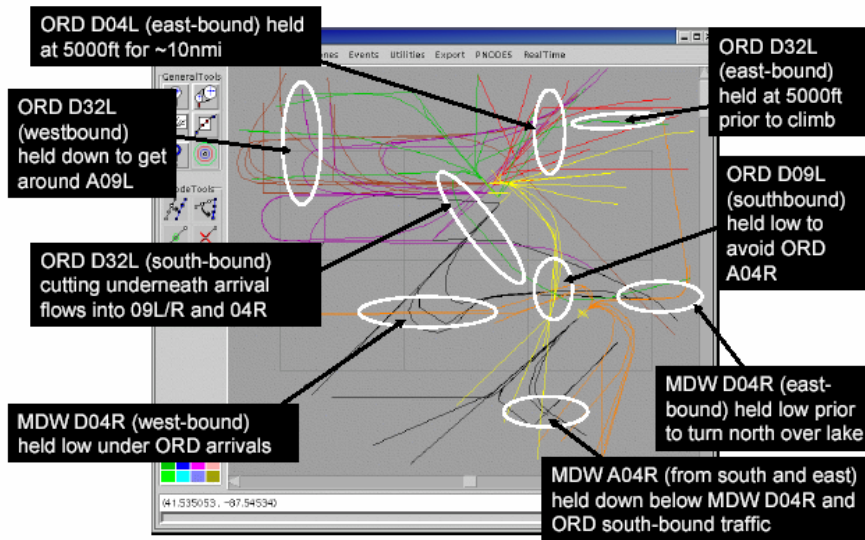 ORD D04L (east-bound) held
at 5000ft for ~10nmi
ORD D32L
(east-bound)
held at 5000ft
prior to climb
Events Utilities Export PNODES RealTime
GeneralTools
ORD D32L
(westbound)
held down to get
around A09L
ORD D09L
(southbound)
held low to
avoid ORD
A04R
ORD D32L (south-bound)
cutting underneath arrival
flows into 09L/R and 04R
MDW D04R (east-
bound) held low prior
to turn north over lake
MDW D04R (west-bound)
held low under ORD arrivals
MDW A04R (from south and east)
held down below MDW D04R and
ORD south-bound traffic
(41.535053, -87.54534)